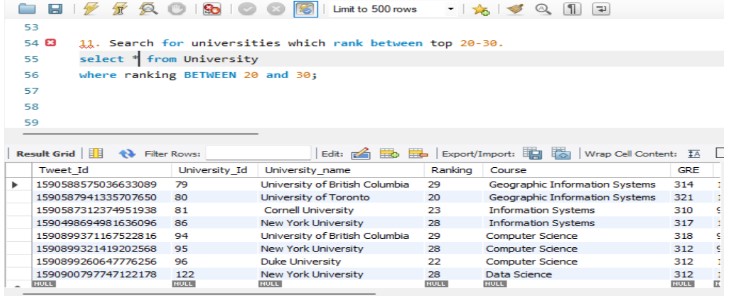 Limit to 500 rows
53
54 11. Search for universities which rank between top 20-30.
55 select * from University
56 where ranking BETWEEN 20 and 30;
57
58
59
Result Grid Filter Rows: Edit: Export/Import: Wrap Cell Content:
Tweet_Id University_Id University_name Ranking Course GRE
1590588575036633089 79 University of British Columbia 29 Geographic Information Systems 314
1590587941335707650 80 University of Toronto 20 Geographic Information Systems 321
1590587312374951938 81 Cornell University 23 Information Systems 310
1590498694981636096 86 New York University 28 Information Systems 317
1590899371167522816 94 University of British Columbia 29 Computer Science 318
1590899321419202568 95 New York University 28 Computer Science 312
1590899260647776256 96 Duke University 22 Computer Science 312
1590900797747122178 122 New York University 28 Data Science 312
NULL NULL NULL NULL NULL NULL